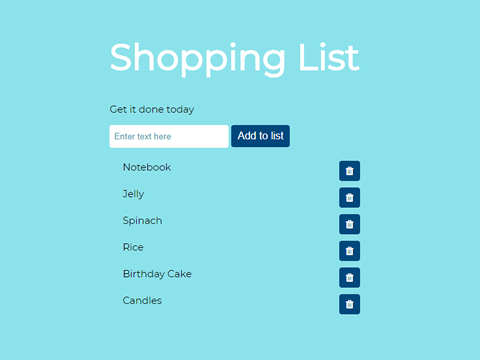 Shopping List
Get it done today
Enter text here Add to list
Notebook
Jelly
Spinach
Rice
Birthday Cake
Candles